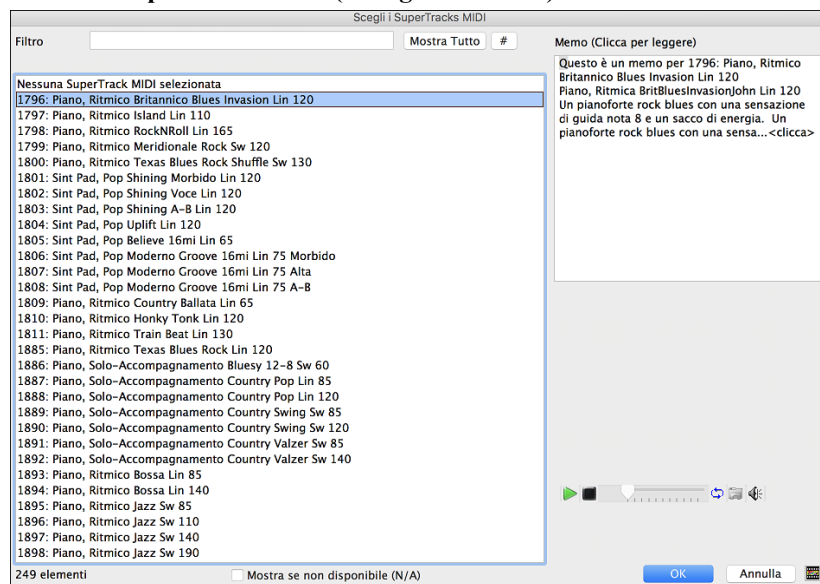 Scegli i SuperTracks MIDI
Filtro
Mostra Tutto
#
Memo (Clicca per leggere)
Nessuna SuperTrack MIDI selezionata
1796: Piano, Ritmico Britannico Blues Invasion Lin 120
1797: Piano, Ritmico Island Lin 110
1798: Piano, Ritmico RockNRoll Lin 165
1799: Piano, Ritmico Meridionale Rock Sw 120
1800: Piano, Ritmico Texas Blues Rock Shuffle Sw 130
1801: Sint Pad, Pop Shining Morbido Lin 120
1802: Sint Pad, Pop Shining Voce Lin 120
1803: Sint Pad, Pop Shining A-B Lin 120
1804: Sint Pad, Pop Uplift Lin 120
1805: Sint Pad, Pop Believe 16mi Lin 65
1806: Sint Pad, Pop Moderno Groove 16mi Lin 75 Morbido
1807: Sint Pad, Pop Moderno Groove 16mi Lin 75 Alta
1808: Sint Pad, Pop Moderno Groove 16mi Lin 75 A-B
1809: Piano, Ritmico Country Ballata Lin 65
1810: Piano, Ritmico Honky Tonk Lin 120
1811: Piano, Ritmico Train Beat Lin 130
1885: Piano, Ritmico Texas Blues Rock Lin 120
1886: Piano, Solo-Accompagnamento Bluesy 12-8 Sw 60
1887: Piano, Solo-Accompagnamento Country Pop Lin 85
1888: Piano, Solo-Accompagnamento Country Pop Lin 120
1889: Piano, Solo-Accompagnamento Country Swing Sw 85
1890: Piano, Solo-Accompagnamento Country Swing Sw 120
1891: Piano, Solo-Accompagnamento Country Valzer Sw 85
1892: Piano, Solo-Accompagnamento Country Valzer Sw 140
1893: Piano, Ritmico Bossa Lin 85
1894: Piano, Ritmico Bossa Lin 140
1895: Piano, Ritmico Jazz Sw 85
1896: Piano, Ritmico Jazz Sw 110
1897: Piano, Ritmico Jazz Sw 140
1898: Piano, Ritmico Jazz Sw 190
Questo è un memo per 1796: Piano, Ritmico
Britannico Blues Invasion Lin 120
Piano, Ritmica BritBluesInvasionJohn Lin 120
Un pianoforte rock blues con una sensazione
di guida nota 8 e un sacco di energia. Un
pianoforte rock blues con una sensa...<clicca>
249 elementi
Mostra se non disponibile (N/A)
OK
Annulla